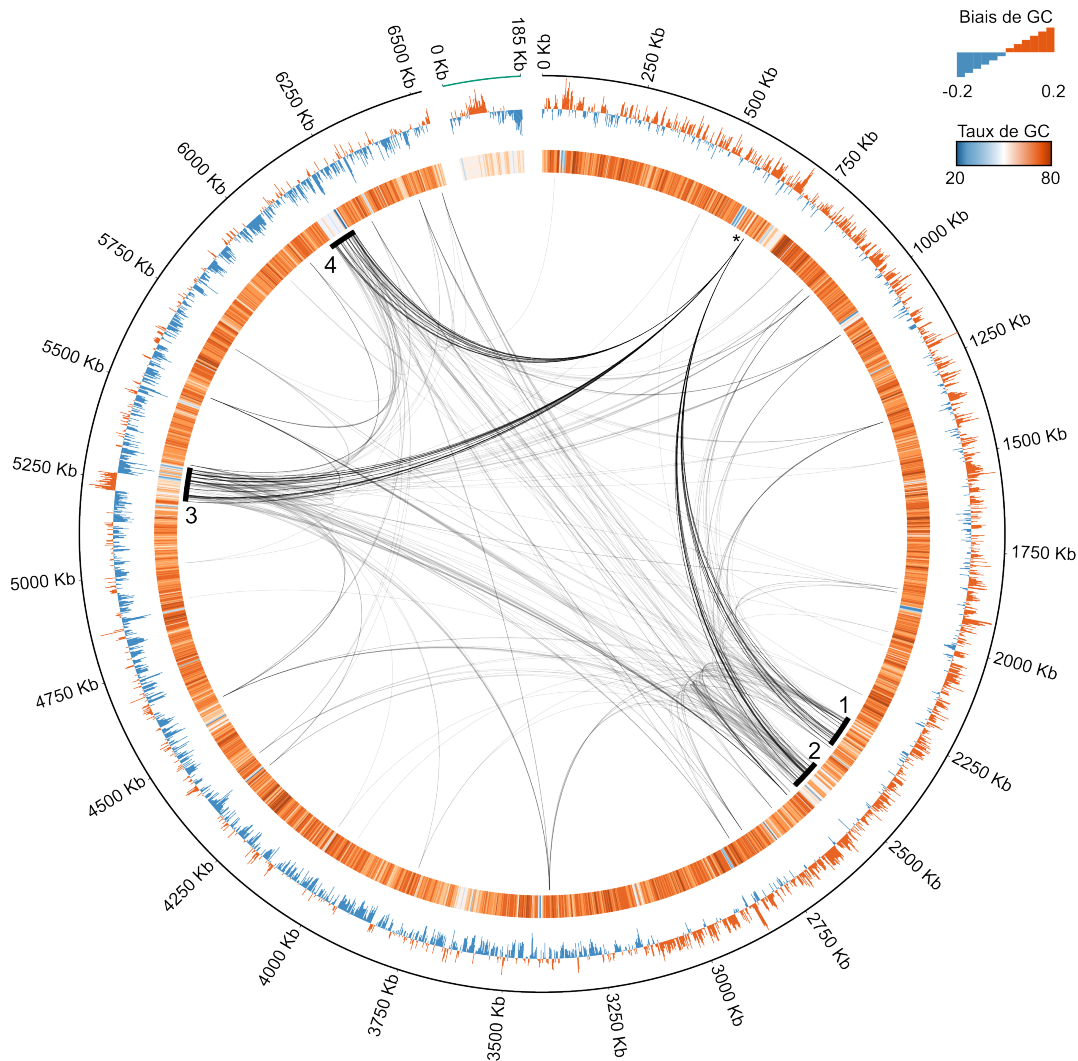 Biais de GC
-0.2 0.2
Taux de GC
20 80
0 Kb
250 Kb
500 Kb
750 Kb
1000 Kb
1250 Kb
1500 Kb
1750 Kb
2000 Kb
2250 Kb
2500 Kb
2750 Kb
3000 Kb
3250 Kb
3500 Kb
3750 Kb
4000 Kb
4250 Kb
4500 Kb
4750 Kb
5000 Kb
5250 Kb
5500 Kb
5750 Kb
6000 Kb
6250 Kb
6500 Kb
0 Kb
185 Kb
*
4
3
1
2